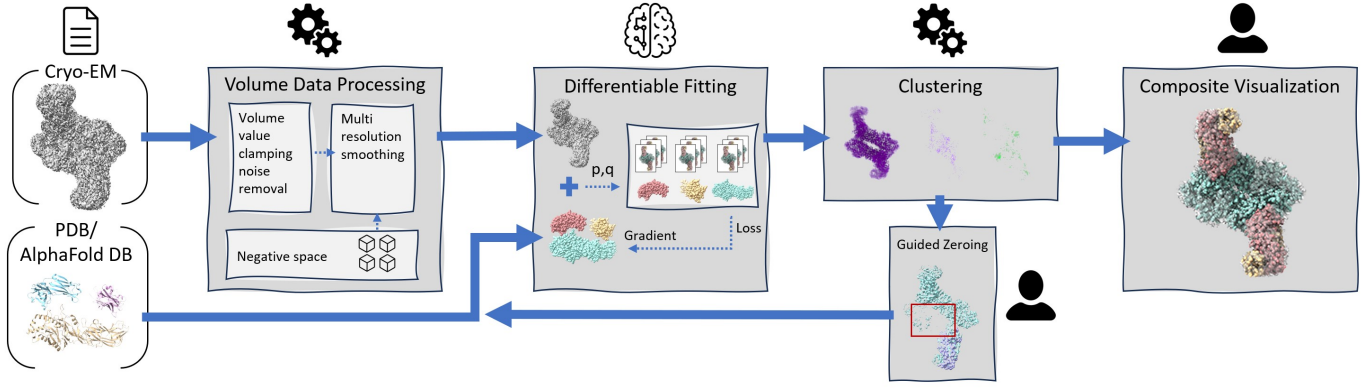 Cryo-EM
PDB/
AlphaFold DB
Volume Data Processing
Volume
value
clamping
noise
removal
Multi
resolution
smoothing
Negative space
Differentiable Fitting
p,q
Gradient
Loss
Clustering
Guided Zeroing
Composite Visualization